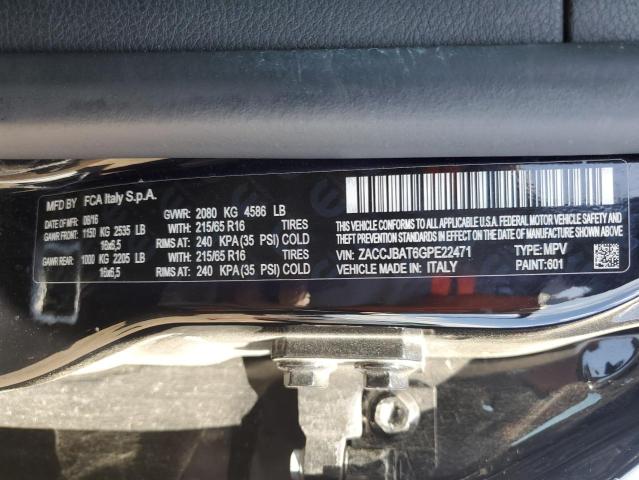 MFD BY FCA Italy S.p.A.
DATE OF MFD: 06/16 GVWR: 2080 KG 4586 LB
GAWR FRONT: 1150 KG 2535 LB WITH 215/65 R16 TIRES
16x6,5 RIMS AT 240 KPA (35 PSI) COLD
GAWR REAR: 1000 KG 2205 LB WITH 215/65 R16 TIRES
16x6,5 RIMS AT 240 KPA (35 PSI) COLD
THIS VEHICLE CONFORMS TO ALL APPLICABLE U.S.A. FEDERAL MOTOR VEHICLE SAFETY
AND THEFT PREVENTION STANDARDS IN EFFECT ON THE DATE OF MANUFACTURE SHOWN ABOVE.
VIN: ZACCJBAT6GPE22471 TYPE: MPV
VEHICLE MADE IN: ITALY PAINT: 601